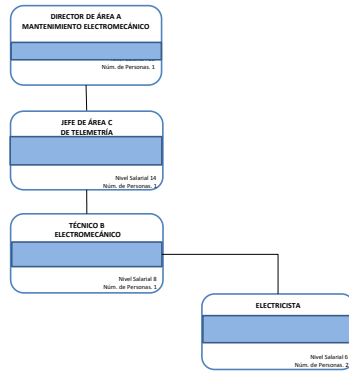 DIRECTOR DE ÁREA A
MANTENIMIENTO ELECTROMECÁNICO
Núm. de Personas. 1
JEFE DE ÁREA C
DE TELEMETRÍA
Nivel Salarial 14
Núm. de Personas. 1
TÉCNICO B
ELECTROMECÁNICO
Nivel Salarial 8
Núm. de Personas. 1
ELECTRICISTA
Nivel Salarial 6
Núm. de Personas. 2